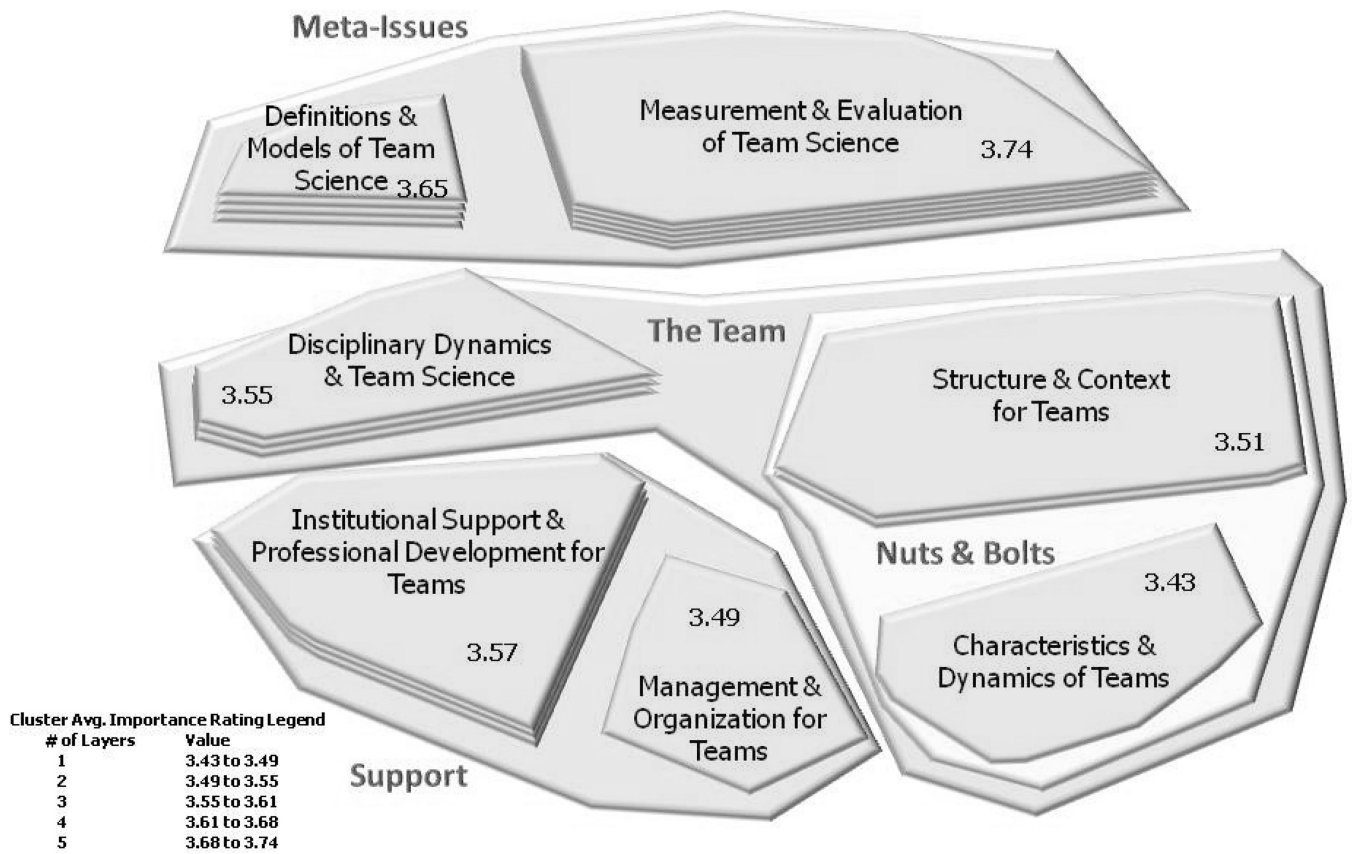 Meta-Issues
Definitions &
Models of Team
Science
3.65
Measurement & Evaluation
of Team Science
3.74
The Team
Disciplinary Dynamics
& Team Science
3.55
Structure & Context
for Teams
3.51
Institutional Support &
Professional Development for
Teams
3.57
Nuts & Bolts
3.43
Characteristics &
Dynamics of Teams
3.49
Management &
Organization for
Teams
Support
Cluster Avg. Importance Rating Legend
# of Layers Value
1 3.43 to 3.49
2 3.49 to 3.55
3 3.55 to 3.61
4 3.61 to 3.68
5 3.68 to 3.74